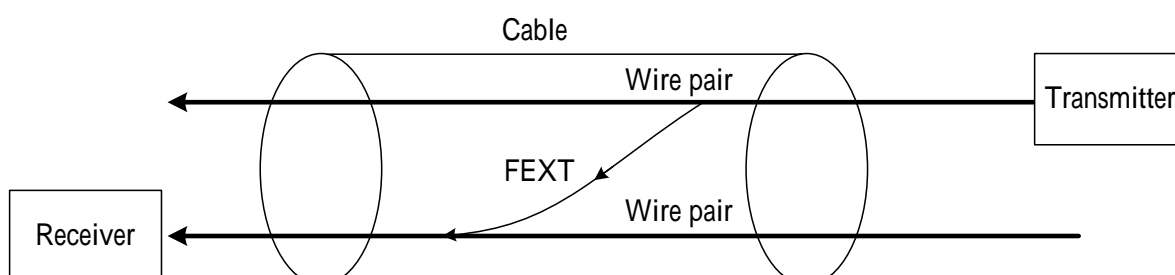 Cable
Wire pair
Transmitter
FEXT
Wire pair
Receiver